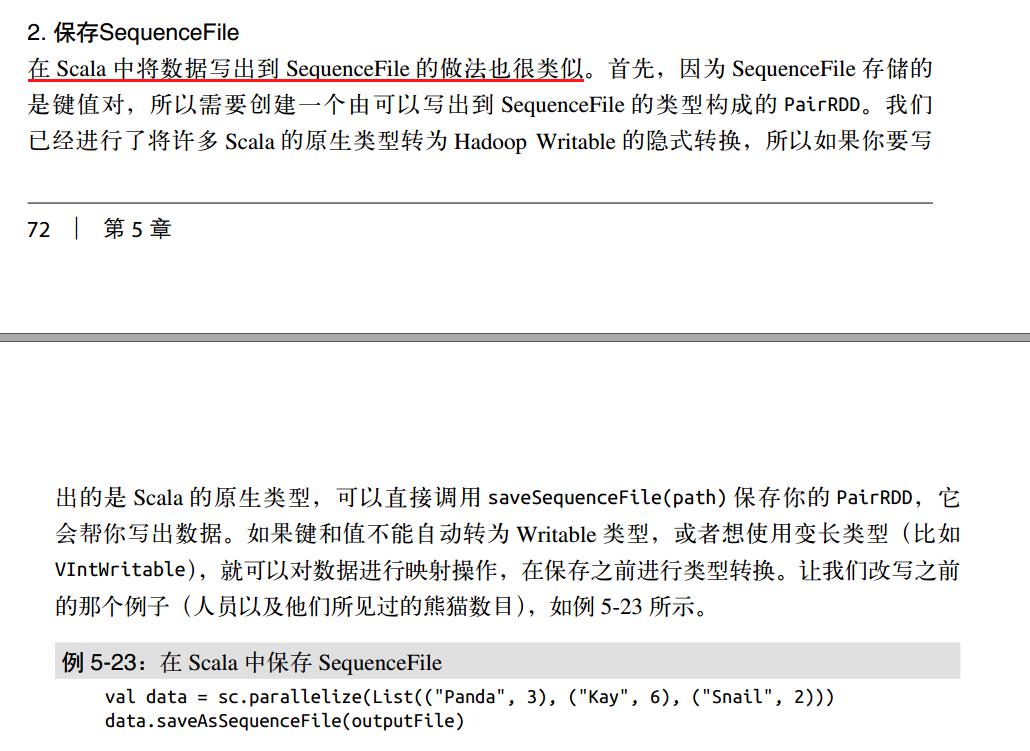 2. 保存SequenceFile
在 Scala 中将数据写出到 SequenceFile 的做法也很类似。首先，因为 SequenceFile 存储的
是键值对，所以需要创建一个由可以写出到 SequenceFile 的类型构成的 PairRDD。我们
已经进行了将许多 Scala 的原生类型转为 Hadoop Writable 的隐式转换，所以如果你要写
72 | 第 5 章
出的是 Scala 的原生类型，可以直接调用 saveSequenceFile(path) 保存你的 PairRDD，它
会帮你写出数据。如果键和值不能自动转为 Writable 类型，或者想使用变长类型（比如
VIntWritable），就可以对数据进行映射操作，在保存之前进行类型转换。让我们改写之前
的那个例子（人员以及他们所见过的熊猫数目），如例 5-23 所示。
例 5-23：在 Scala 中保存 SequenceFile
val data = sc.parallelize(List(("Panda", 3), ("Kay", 6), ("Snail", 2)))
data.saveAsSequenceFile(outputFile)